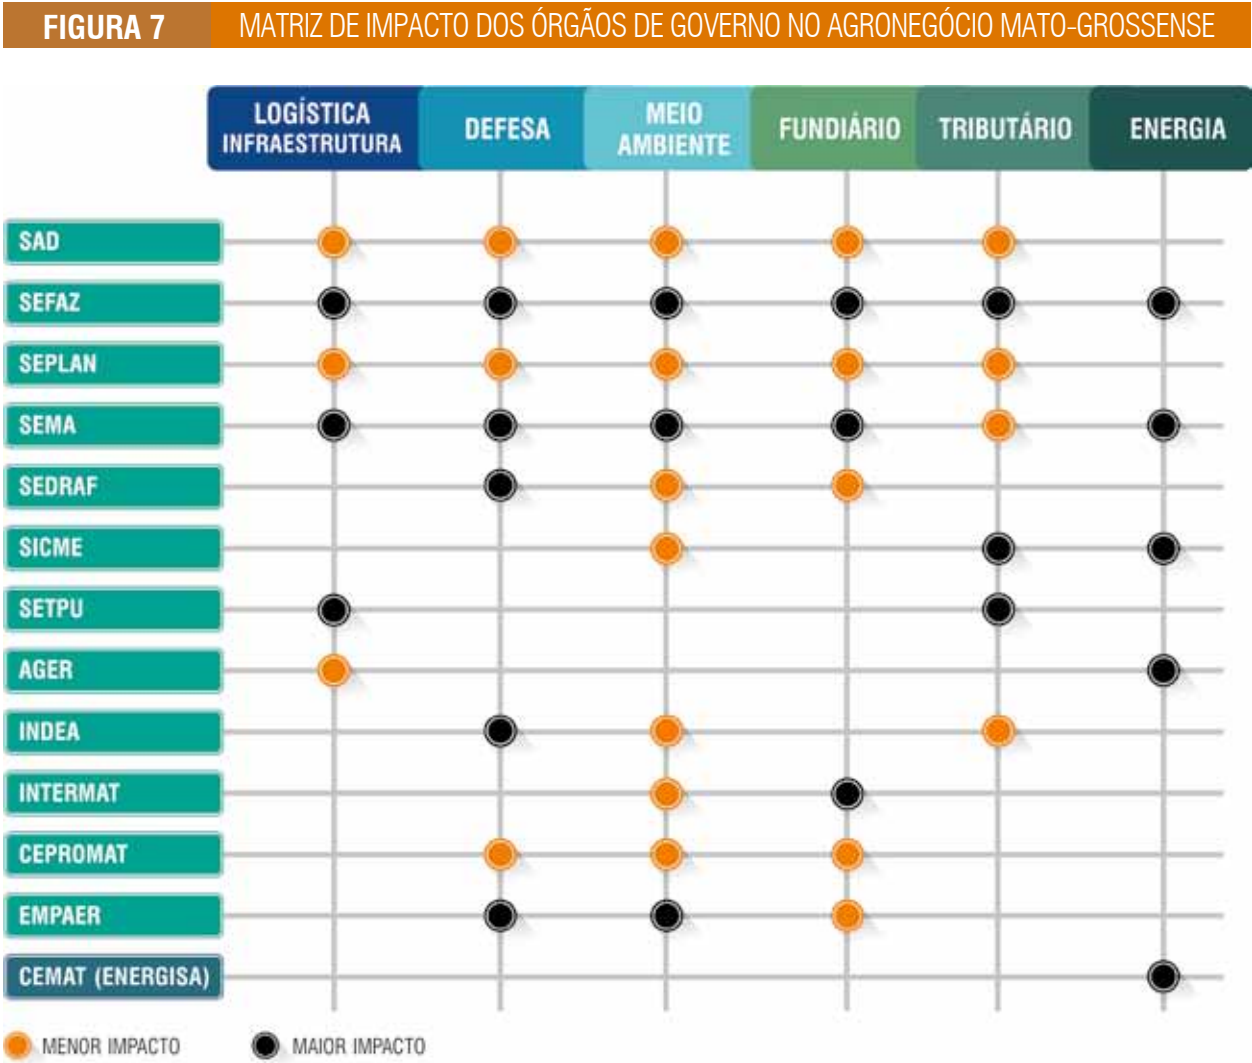 FIGURA 7
MATRIZ DE IMPACTO DOS ÓRGÃOS DE GOVERNO NO AGRONEGÓCIO MATO-GROSSENSE
LOGÍSTICA
INFRAESTRUTURA
DEFESA
MEIO
AMBIENTE
FUNDIÁRIO
TRIBUTÁRIO
ENERGIA
SAD
SEFAZ
SEPLAN
SEMA
SEDRAF
SICME
SETPU
AGER
INDEA
INTERMAT
CEPROMAT
EMPAER
CEMAT (ENERGISA)
MENOR IMPACTO
MAIOR IMPACTO